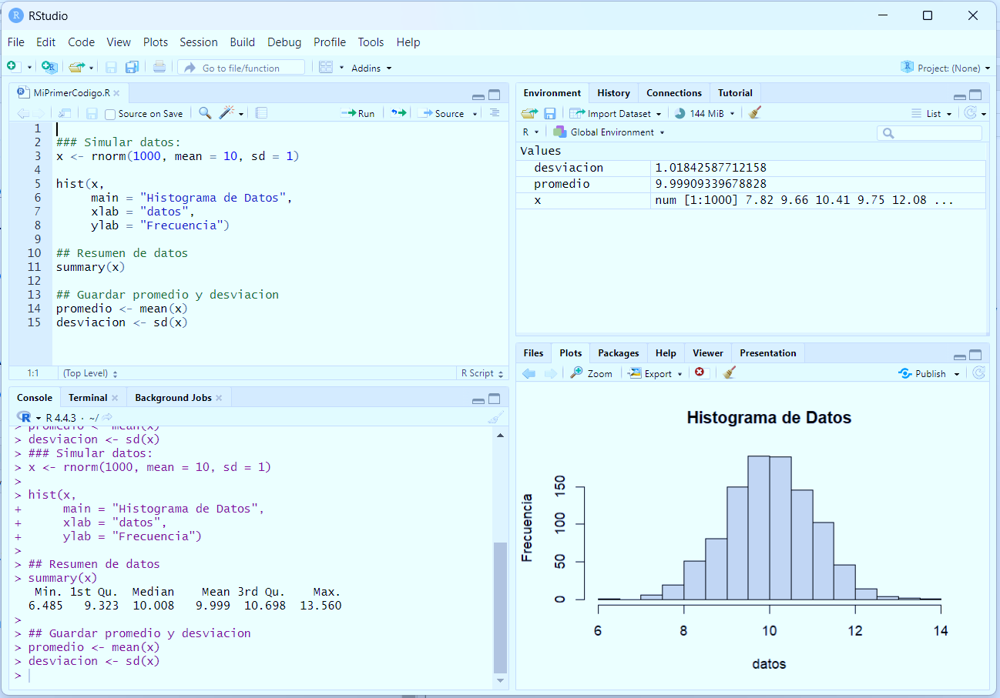 RStudio
File Edit Code View Plots Session Build Debug Profile Tools Help
Go to file/function Addins Project: (None)
MiPrimerCodigo.R
Source on Save Run Source
1
2 ### Simular datos:
3 x <- rnorm(1000, mean = 10, sd = 1)
4
5 hist(x,
6 main = "Histograma de Datos",
7 xlab = "datos",
8 ylab = "Frecuencia")
9
10 ## Resumen de datos
11 summary(x)
12
13 ## Guardar promedio y desviacion
14 promedio <- mean(x)
15 desviacion <- sd(x)
1:1 (Top Level) R Script
Console Terminal Background Jobs
R 4.4.3 · ~/
> promedio <- mean(x)
> desviacion <- sd(x)
> ### Simular datos:
> x <- rnorm(1000, mean = 10, sd = 1)
>
> hist(x,
+ main = "Histograma de Datos",
+ xlab = "datos",
+ ylab = "Frecuencia")
>
> ## Resumen de datos
> summary(x)
Min. 1st Qu. Median Mean 3rd Qu. Max.
6.485 9.323 10.008 9.999 10.698 13.560
>
> ## Guardar promedio y desviacion
> promedio <- mean(x)
> desviacion <- sd(x)
>
Environment History Connections Tutorial
Import Dataset 144 MiB List
R Global Environment
Values
desviacion 1.01842587712158
promedio 9.99909339678828
x num [1:1000] 7.82 9.66 10.41 9.75 12.08 ...
Files Plots Packages Help Viewer Presentation
Zoom Export Publish
Histograma de Datos
Frecuencia
150
100
50
0
6 8 10 12 14
datos